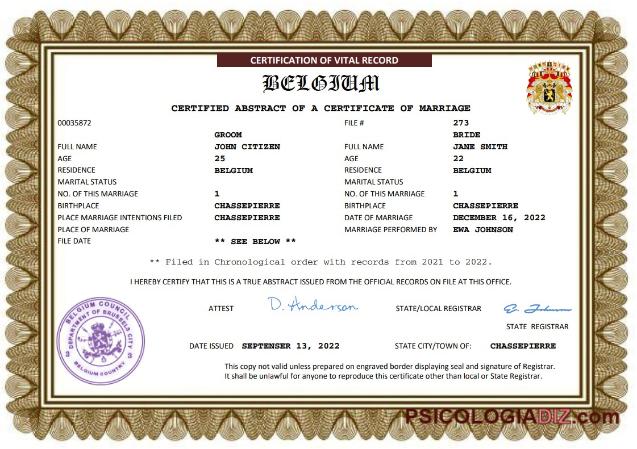 CERTIFICATION OF VITAL RECORD
BELGIUM
CERTIFIED ABSTRACT OF A CERTIFICATE OF MARRIAGE
00035872 FILE # 273
GROOM BRIDE
FULL NAME JOHN CITIZEN FULL NAME JANE SMITH
AGE 25 AGE 22
RESIDENCE BELGIUM RESIDENCE BELGIUM
MARITAL STATUS MARITAL STATUS
NO. OF THIS MARRIAGE 1 NO. OF THIS MARRIAGE 1
BIRTHPLACE CHASSEPIERRE BIRTHPLACE CHASSEPIERRE
PLACE MARRIAGE INTENTIONS FILED CHASSEPIERRE DATE OF MARRIAGE DECEMBER 16, 2022
PLACE OF MARRIAGE MARRIAGE PERFORMED BY EWA JOHNSON
FILE DATE ** SEE BELOW **
** Filed in Chronological order with records from 2021 to 2022.
I HEREBY CERTIFY THAT THIS IS A TRUE ABSTRACT ISSUED FROM THE OFFICIAL RECORDS ON FILE AT THIS OFFICE.
ATTEST D. Anderson STATE/LOCAL REGISTRAR
STATE REGISTRAR
BELGIUM COUNCIL
DEPARTMENT OF BRUSSELS CITY
BELGIUM COUNTRY
DATE ISSUED SEPTENSER 13, 2022 STATE CITY/TOWN OF: CHASSEPIERRE
This copy not valid unless prepared on engraved border displaying seal and signature of Registrar.
It shall be unlawful for anyone to reproduce this certificate other than local or State Registrar.
PSICOLOGIADIZ.com